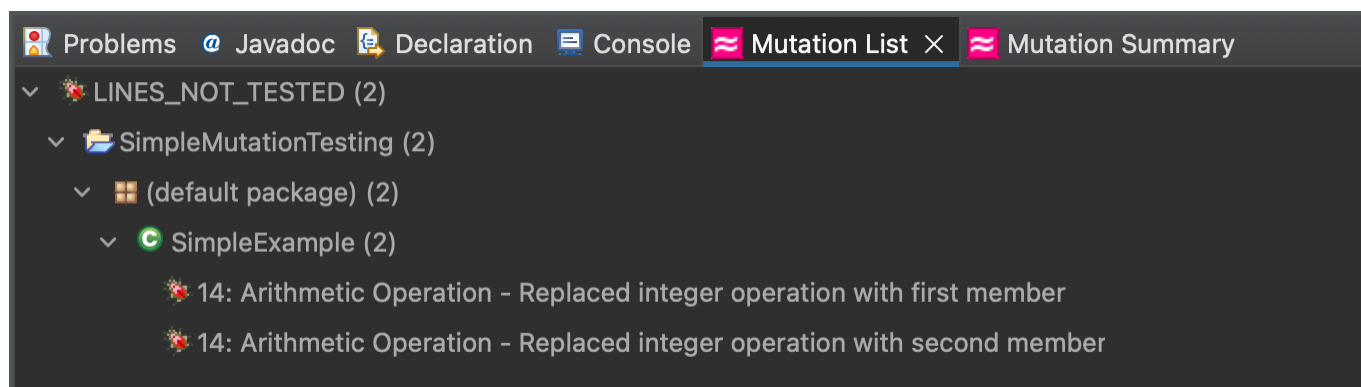 Problems @ Javadoc Declaration Console Mutation List Mutation Summary
LINES_NOT_TESTED (2)
SimpleMutationTesting (2)
(default package) (2)
C SimpleExample (2)
14: Arithmetic Operation - Replaced integer operation with first member
14: Arithmetic Operation - Replaced integer operation with second member